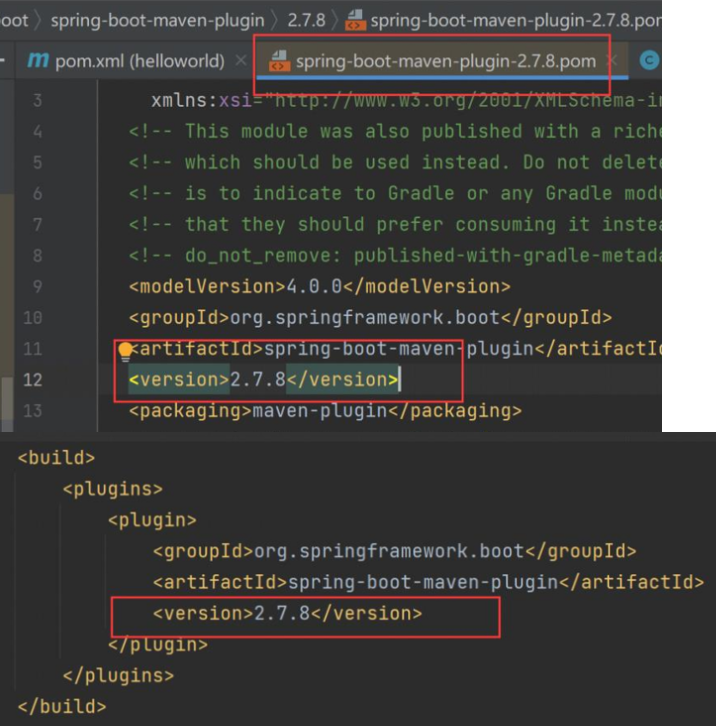 oot 〉 spring-boot-maven-plugin 〉 2.7.8 〉 spring-boot-maven-plugin-2.7.8.pom
m pom.xml (helloworld) × spring-boot-maven-plugin-2.7.8.pom × C
3 xmlns:xsi="http://www.w3.org/2001/XMLSchema-in
4 <!-- This module was also published with a riche
5 <!-- which should be used instead. Do not delete
6 <!-- is to indicate to Gradle or any Gradle modu
7 <!-- that they should prefer consuming it instea
8 <!-- do_not_remove: published-with-gradle-metada
9 <modelVersion>4.0.0</modelVersion>
10 <groupId>org.springframework.boot</groupId>
11 <artifactId>spring-boot-maven-plugin</artifactId
12 <version>2.7.8</version>
13 <packaging>maven-plugin</packaging>
<build>
<plugins>
<plugin>
<groupId>org.springframework.boot</groupId>
<artifactId>spring-boot-maven-plugin</artifactId>
<version>2.7.8</version>
</plugin>
</plugins>
</build>